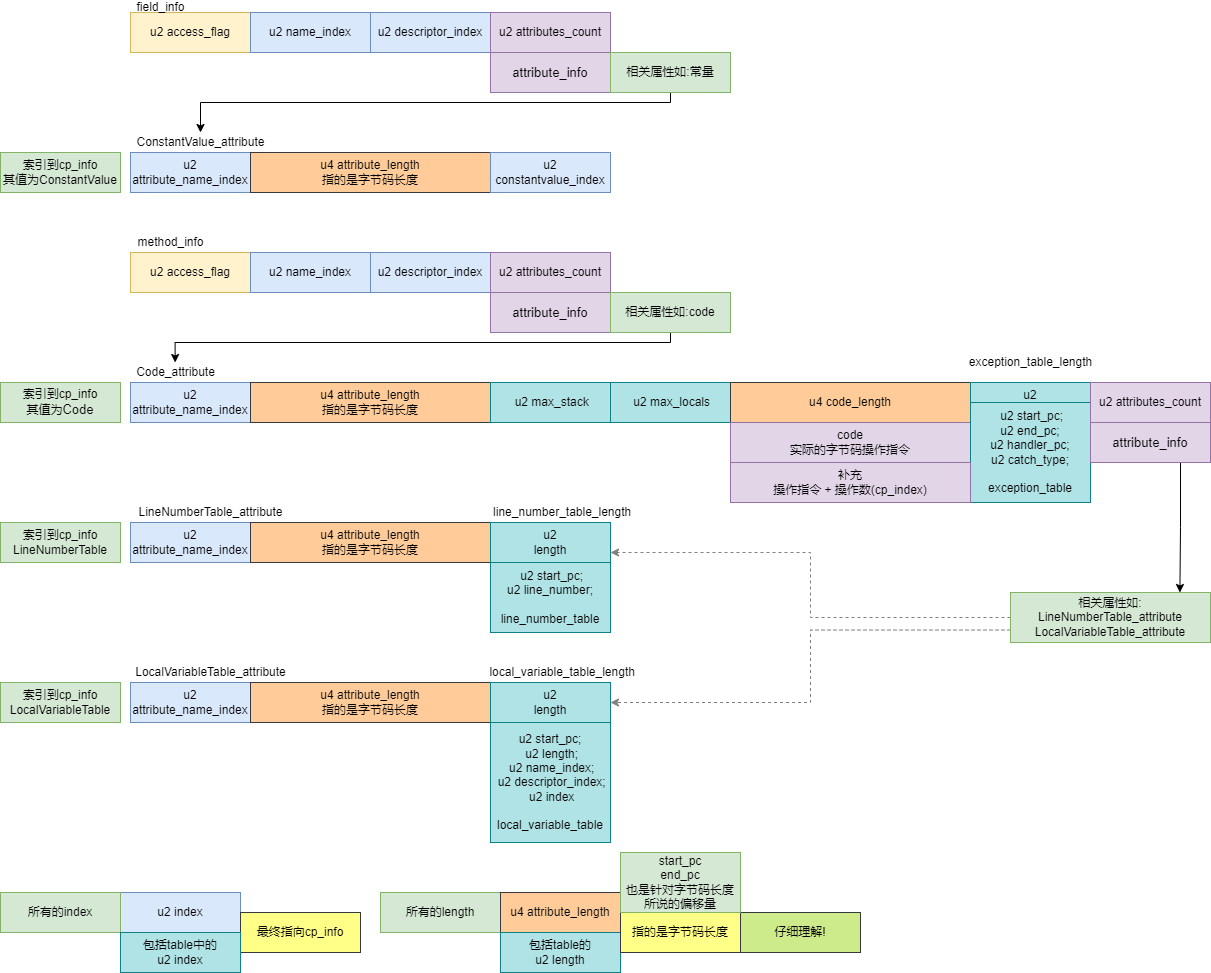 field_info
u2 access_flag
u2 name_index
u2 descriptor_index
u2 attributes_count
attribute_info
相关属性如:常量
ConstantValue_attribute
索引到cp_info
其值为ConstantValue
u2
attribute_name_index
u4 attribute_length
指的是字节码长度
u2
constantvalue_index
method_info
u2 access_flag
u2 name_index
u2 descriptor_index
u2 attributes_count
attribute_info
相关属性如:code
Code_attribute
exception_table_length
索引到cp_info
其值为Code
u2
attribute_name_index
u4 attribute_length
指的是字节码长度
u2 max_stack
u2 max_locals
u4 code_length
u2
u2 attributes_count
code
实际的字节码操作指令
补充
操作指令 + 操作数(cp_index)
u2 start_pc;
u2 end_pc;
u2 handler_pc;
u2 catch_type;
exception_table
attribute_info
LineNumberTable_attribute
line_number_table_length
索引到cp_info
LineNumberTable
u2
attribute_name_index
u4 attribute_length
指的是字节码长度
u2
length
u2 start_pc;
u2 line_number;
line_number_table
相关属性如:
LineNumberTable_attribute
LocalVariableTable_attribute
LocalVariableTable_attribute
local_variable_table_length
索引到cp_info
LocalVariableTable
u2
attribute_name_index
u4 attribute_length
指的是字节码长度
u2
length
u2 start_pc;
u2 length;
u2 name_index;
u2 descriptor_index;
u2 index
local_variable_table
所有的index
u2 index
包括table中的
u2 index
最终指向cp_info
所有的length
u4 attribute_length
包括table的
u2 length
start_pc
end_pc
也是针对字节码长度
所说的偏移量
指的是字节码长度
仔细理解!